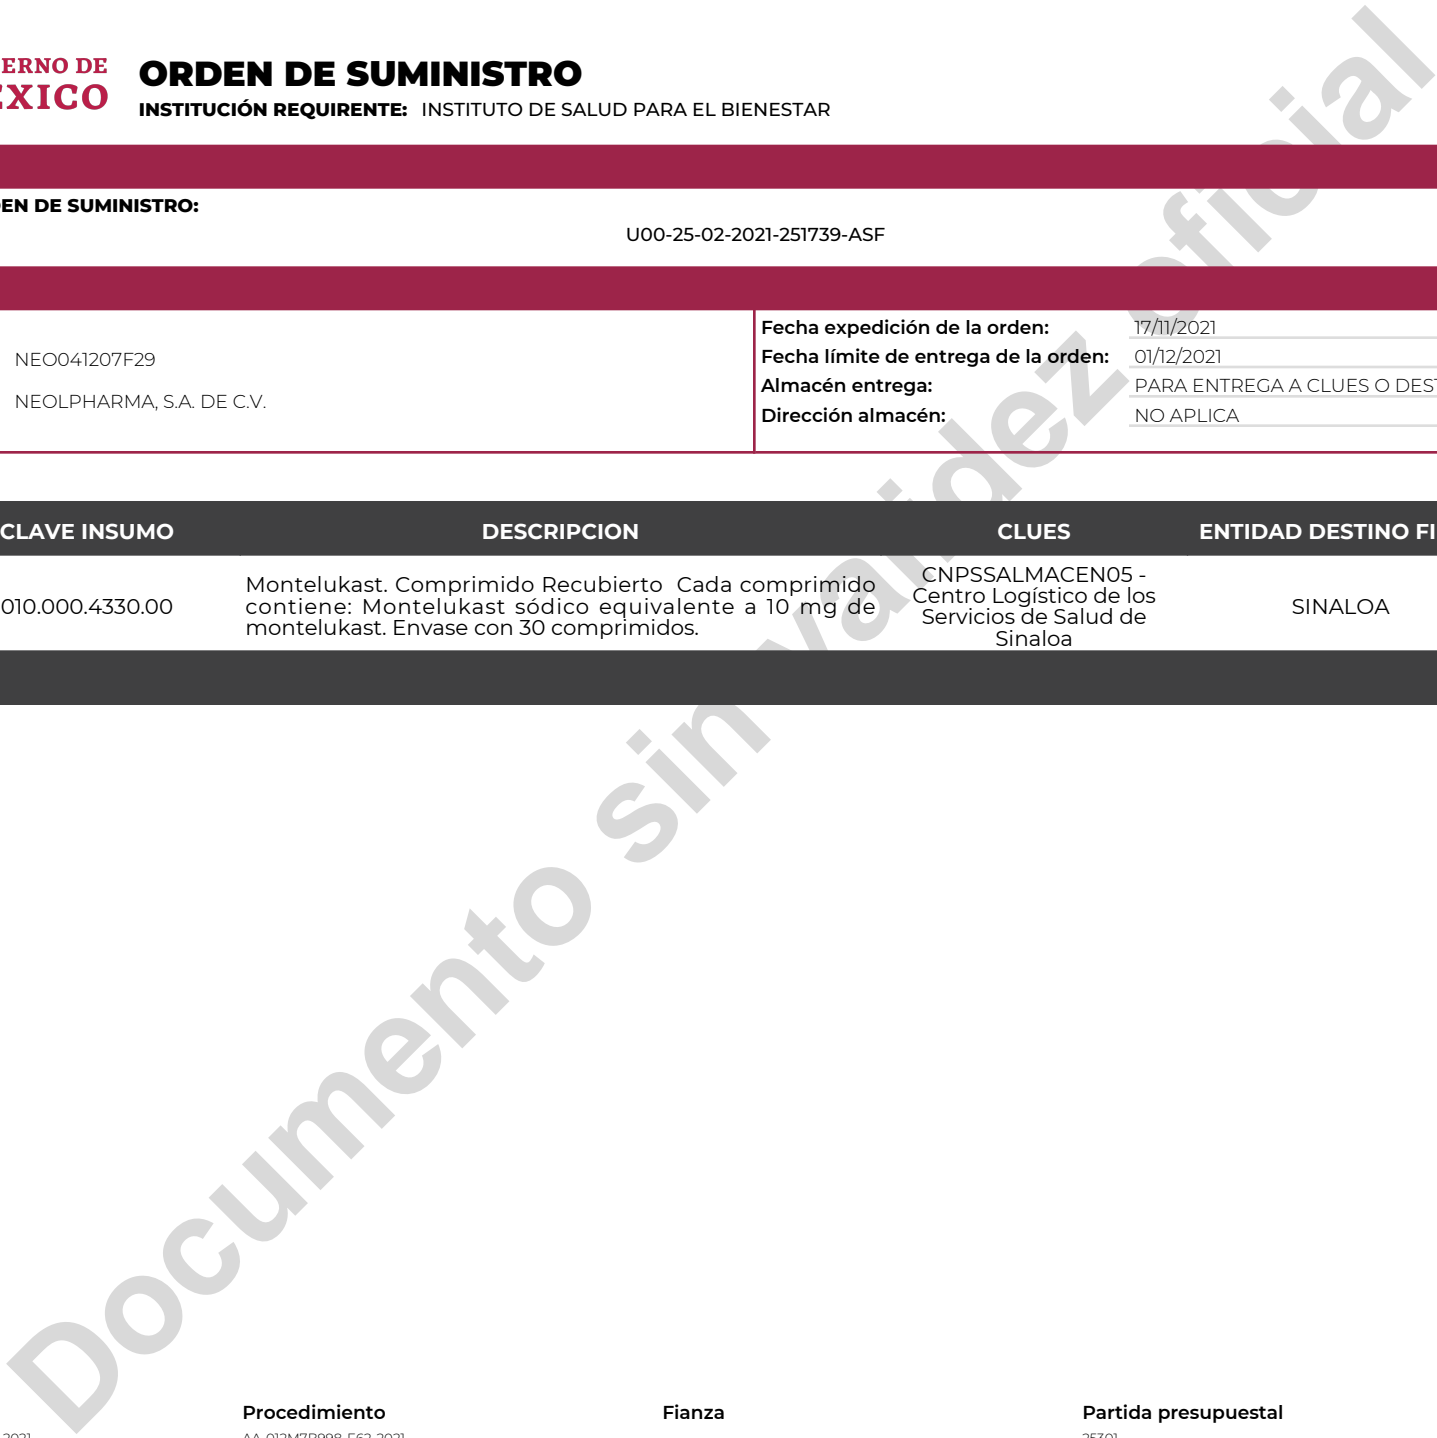 ERNO DE
EXICO
ORDEN DE SUMINISTRO
INSTITUCIÓN REQUIRENTE: INSTITUTO DE SALUD PARA EL BIENESTAR
EN DE SUMINISTRO:
U00-25-02-2021-251739-ASF
NEO041207F29
NEOLPHARMA, S.A. DE C.V.
Fecha expedición de la orden: 17/11/2021
Fecha límite de entrega de la orden: 01/12/2021
Almacén entrega: PARA ENTREGA A CLUES O DEST
Dirección almacén: NO APLICA
CLAVE INSUMO DESCRIPCION CLUES ENTIDAD DESTINO FI
010.000.4330.00
Montelukast. Comprimido Recubierto Cada comprimido
contiene: Montelukast sódico equivalente a 10 mg de
montelukast. Envase con 30 comprimidos.
CNPSSALMACEN05 -
Centro Logístico de los
Servicios de Salud de
Sinaloa
SINALOA
Documento sin validez oficial
Procedimiento Fianza Partida presupuestal